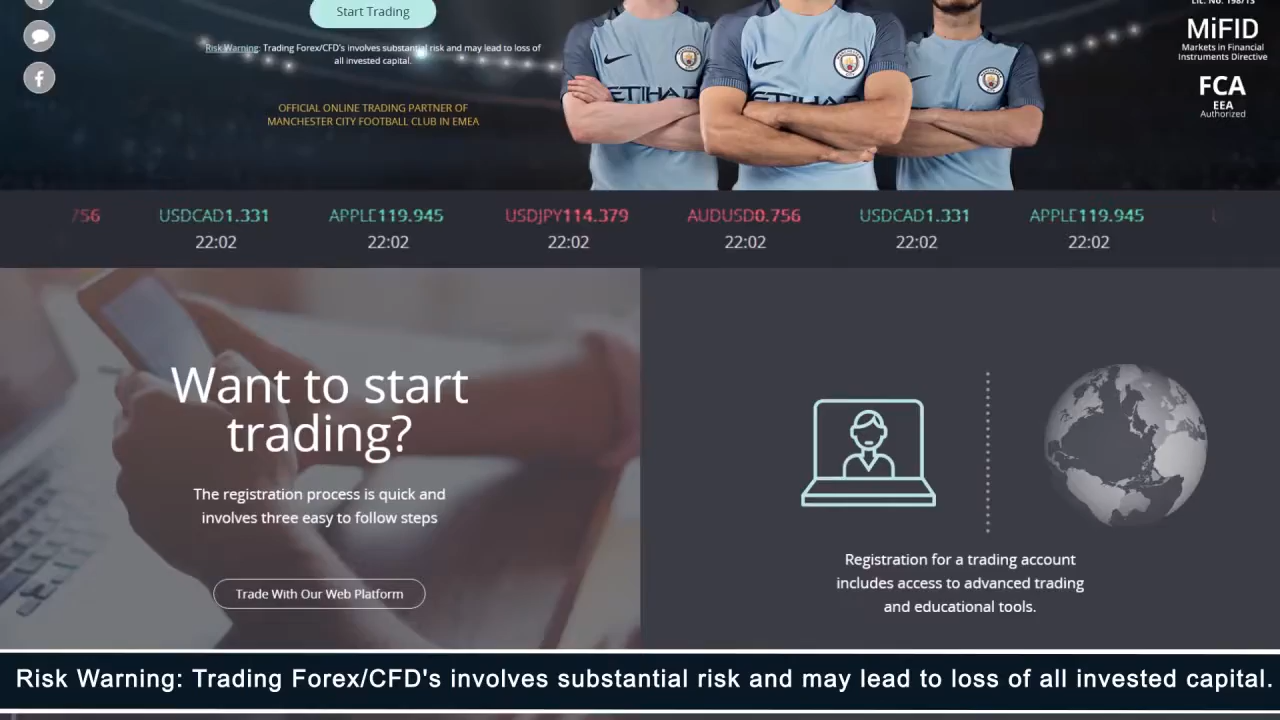 LIC. No. 198/13
Start Trading
MiFID
Markets in Financial
Instruments Directive
Risk Warning: Trading Forex/CFD's involves substantial risk and may lead to loss of
all invested capital.
FCA
EEA
Authorized
OFFICIAL ONLINE TRADING PARTNER OF
MANCHESTER CITY FOOTBALL CLUB IN EMEA
ETIHAD
ETIHAD
756 USDCAD1.331 APPLE119.945 USDJPY114.379 AUDUSD0.756 USDCAD1.331 APPLE119.945
22:02 22:02 22:02 22:02 22:02 22:02
Want to start
trading?
The registration process is quick and
involves three easy to follow steps
Trade With Our Web Platform
Registration for a trading account
includes access to advanced trading
and educational tools.
Risk Warning: Trading Forex/CFD's involves substantial risk and may lead to loss of all invested capital.